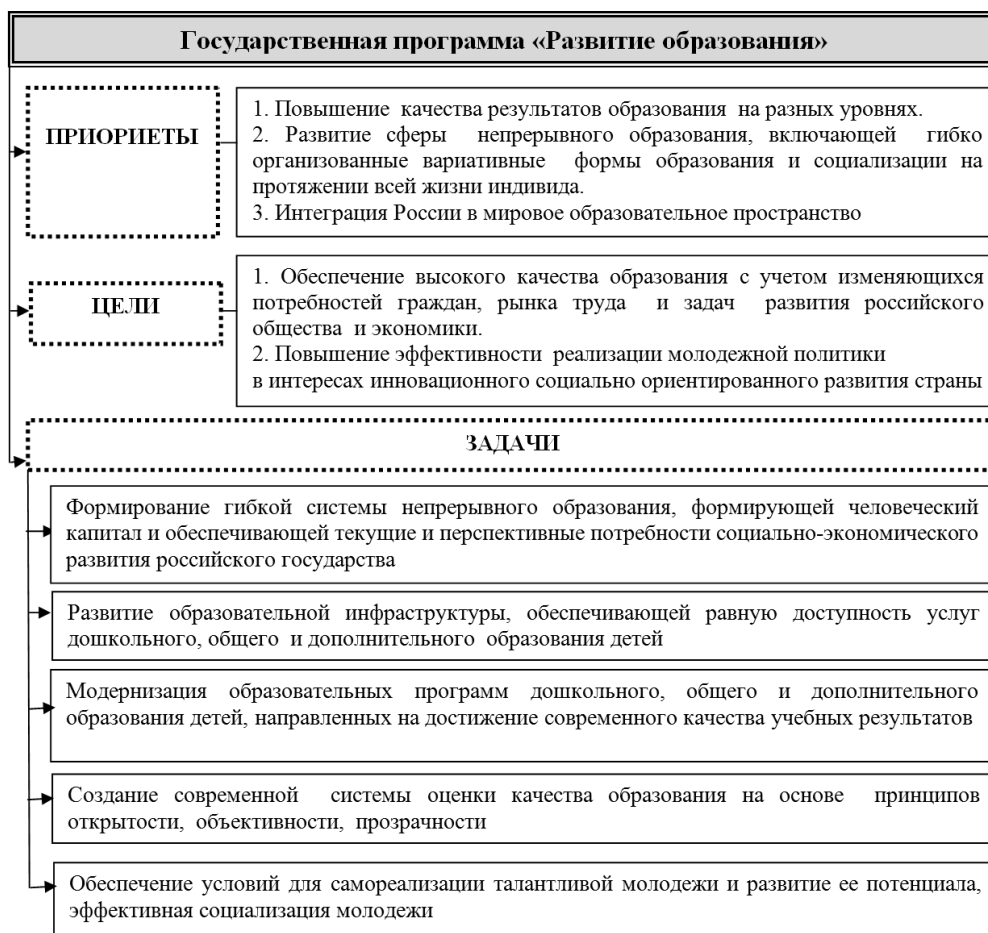 Государственная программа «Развитие образования»
ПРИОРИЕТЫ
1. Повышение качества результатов образования на разных уровнях.
2. Развитие сферы непрерывного образования, включающей гибко
организованные вариативные формы образования и социализации на
протяжении всей жизни индивида.
3. Интеграция России в мировое образовательное пространство
ЦЕЛИ
1. Обеспечение высокого качества образования с учетом изменяющихся
потребностей граждан, рынка труда и задач развития российского
общества и экономики.
2. Повышение эффективности реализации молодежной политики
в интересах инновационного социально ориентированного развития страны
ЗАДАЧИ
Формирование гибкой системы непрерывного образования, формирующей человеческий
капитал и обеспечивающей текущие и перспективные потребности социально-экономического
развития российского государства
Развитие образовательной инфраструктуры, обеспечивающей равную доступность услуг
дошкольного, общего и дополнительного образования детей
Модернизация образовательных программ дошкольного, общего и дополнительного
образования детей, направленных на достижение современного качества учебных результатов
Создание современной системы оценки качества образования на основе принципов
открытости, объективности, прозрачности
Обеспечение условий для самореализации талантливой молодежи и развитие ее потенциала,
эффективная социализация молодежи